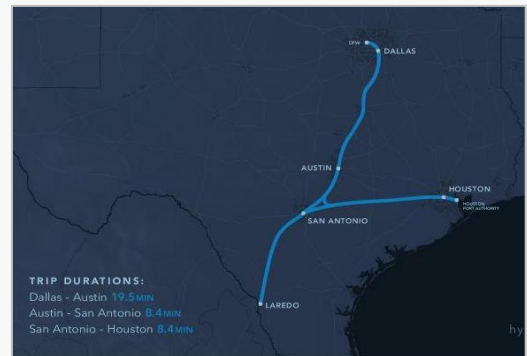 DFW
DALLAS
AUSTIN
HOUSTON
HOUSTON
PORT AUTHORITY
SAN ANTONIO
LAREDO
TRIP DURATIONS:
Dallas - Austin 19.5MIN
Austin - San Antonio 8.4MIN
San Antonio - Houston 8.4MIN
hy